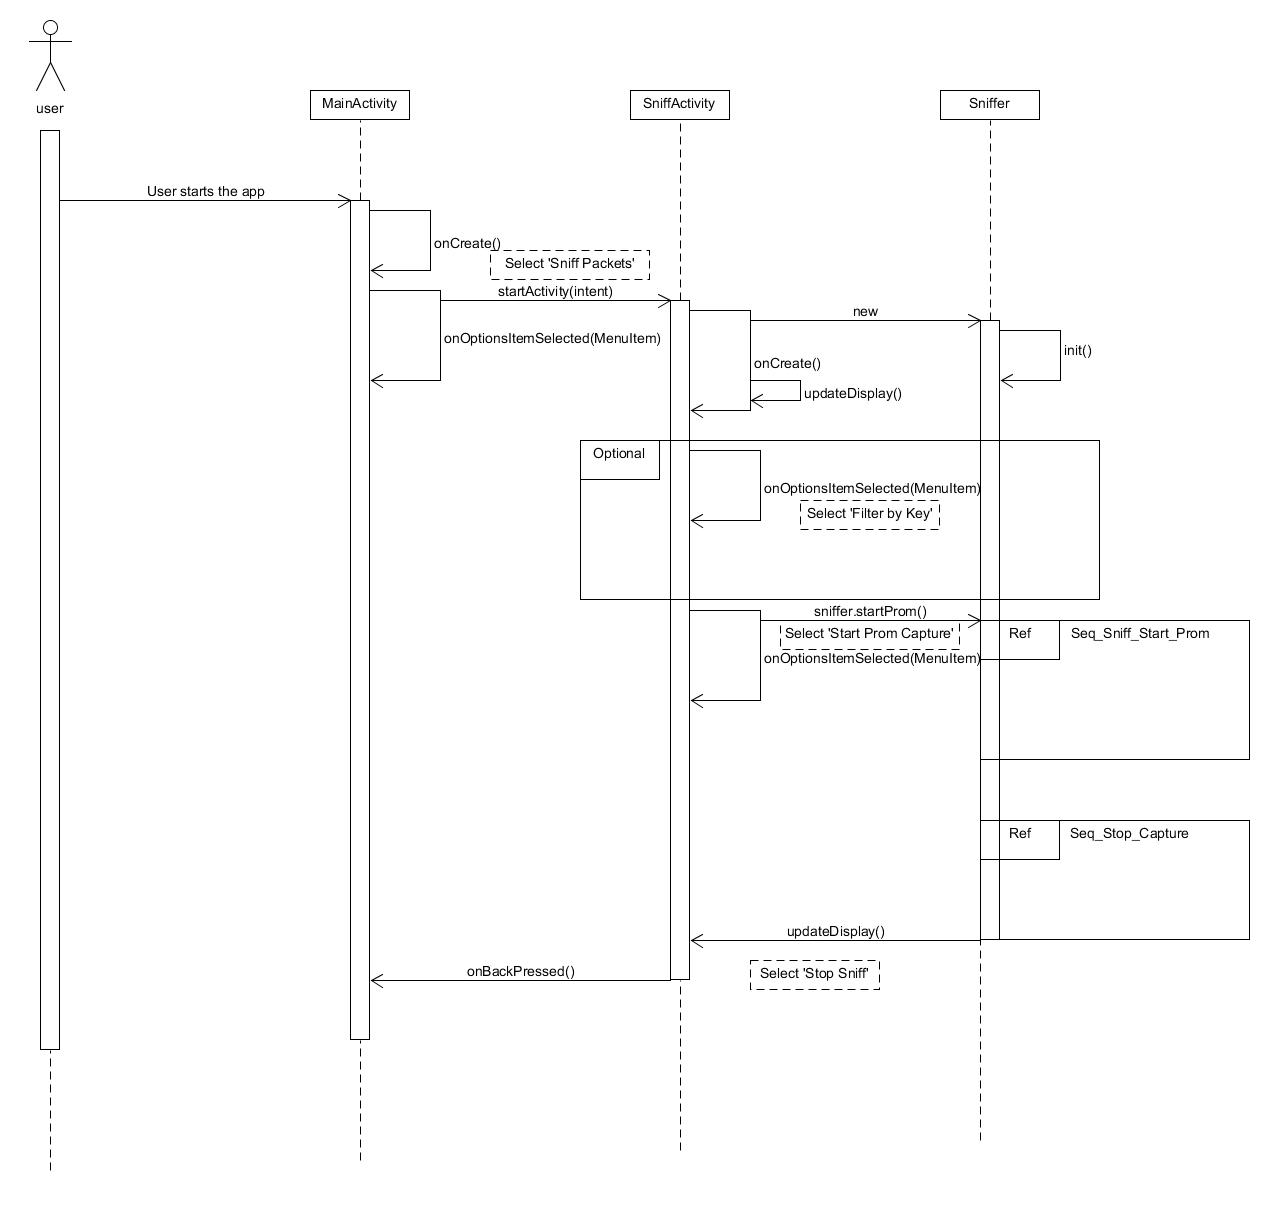 user
MainActivity
SniffActivity
Sniffer
User starts the app
onCreate()
Select 'Sniff Packets'
startActivity(intent)
new
onOptionsItemSelected(MenuItem)
init()
onCreate()
updateDisplay()
Optional
onOptionsItemSelected(MenuItem)
Select 'Filter by Key'
sniffer.startProm()
Select 'Start Prom Capture'
Ref
Seq_Sniff_Start_Prom
onOptionsItemSelected(MenuItem)
Ref
Seq_Stop_Capture
updateDisplay()
onBackPressed()
Select 'Stop Sniff'